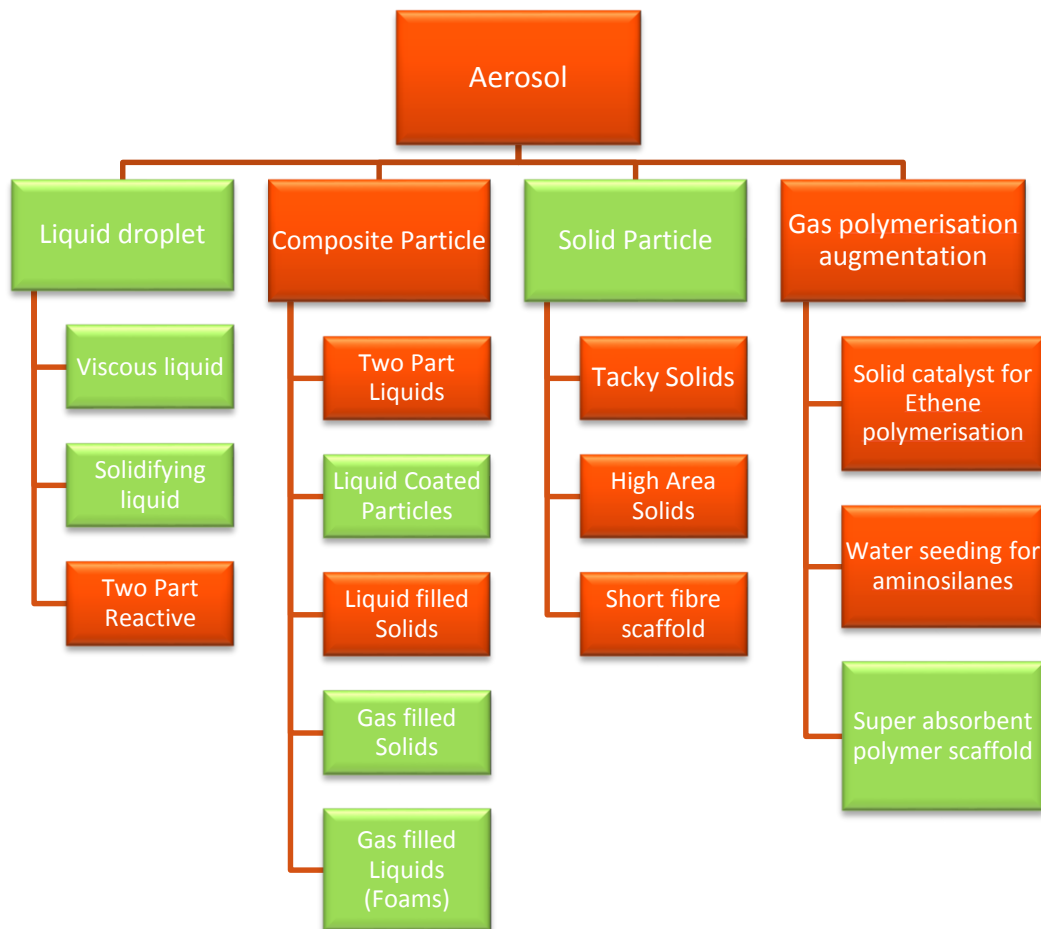 Aerosol
Liquid droplet
Viscous liquid
Solidifying
liquid
Two Part
Reactive
Composite Particle
Two Part
Liquids
Liquid Coated
Particles
Liquid filled
Solids
Gas filled
Solids
Gas filled
Liquids
(Foams)
Solid Particle
Tacky Solids
High Area
Solids
Short fibre
scaffold
Gas polymerisation
augmentation
Solid catalyst for
Ethene
polymerisation
Water seeding for
aminosilanes
Super absorbent
polymer scaffold